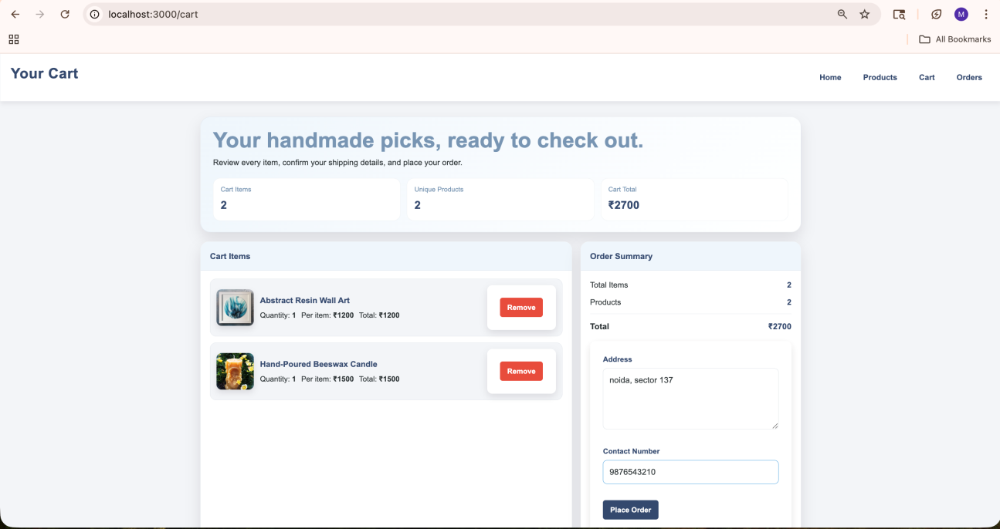 localhost:3000/cart
M
All Bookmarks
Your Cart
Home Products Cart Orders
Your handmade picks, ready to check out.
Review every item, confirm your shipping details, and place your order.
Cart Items Unique Products Cart Total
2 2 ₹2700
Cart Items
Abstract Resin Wall Art
Quantity: 1 Per item: ₹1200 Total: ₹1200
Remove
Hand-Poured Beeswax Candle
Quantity: 1 Per item: ₹1500 Total: ₹1500
Remove
Order Summary
Total Items 2
Products 2
Total ₹2700
Address
noida, sector 137
Contact Number
9876543210
Place Order